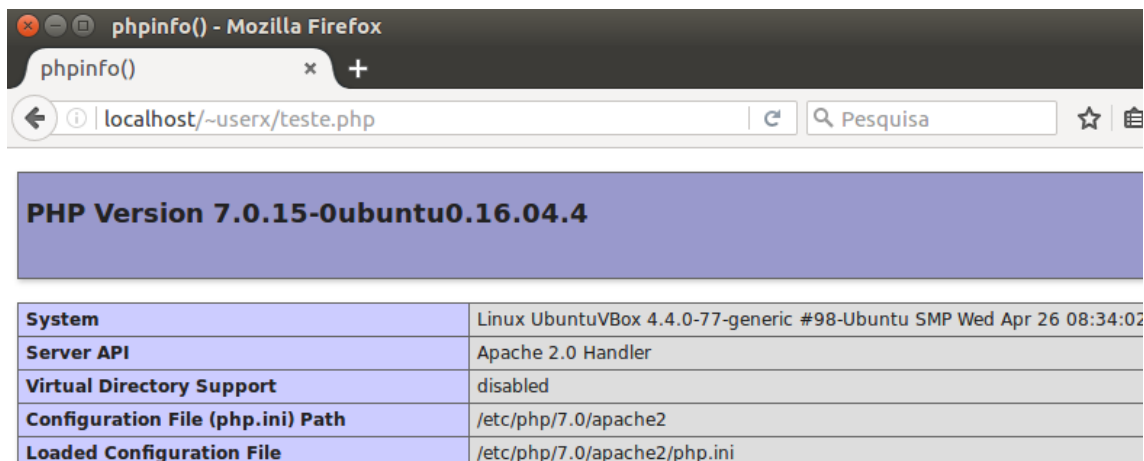 phpinfo() - Mozilla Firefox
phpinfo()
localhost/~userx/teste.php Pesquisa
PHP Version 7.0.15-0ubuntu0.16.04.4
System Linux UbuntuVBox 4.4.0-77-generic #98-Ubuntu SMP Wed Apr 26 08:34:02
Server API Apache 2.0 Handler
Virtual Directory Support disabled
Configuration File (php.ini) Path /etc/php/7.0/apache2
Loaded Configuration File /etc/php/7.0/apache2/php.ini